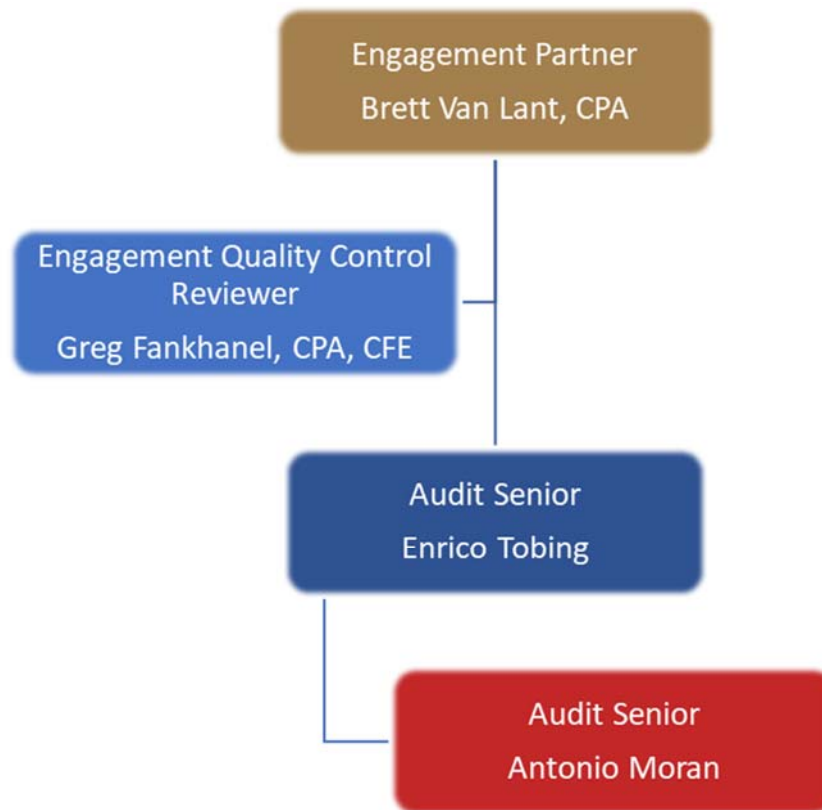 Engagement Partner
Brett Van Lant, CPA
Engagement Quality Control
Reviewer
Greg Fankhanel, CPA, CFE
Audit Senior
Enrico Tobing
Audit Senior
Antonio Moran